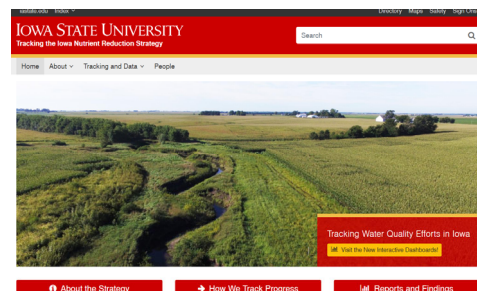 iastate.edu Index
Directory Maps Safety Sign Ons
IOWA STATE UNIVERSITY
Tracking the Iowa Nutrient Reduction Strategy
Search
Home About Tracking and Data People
Tracking Water Quality Efforts in Iowa
Visit the New Interactive Dashboards!
About the Strategy
How We Track Progress
Reports and Findings